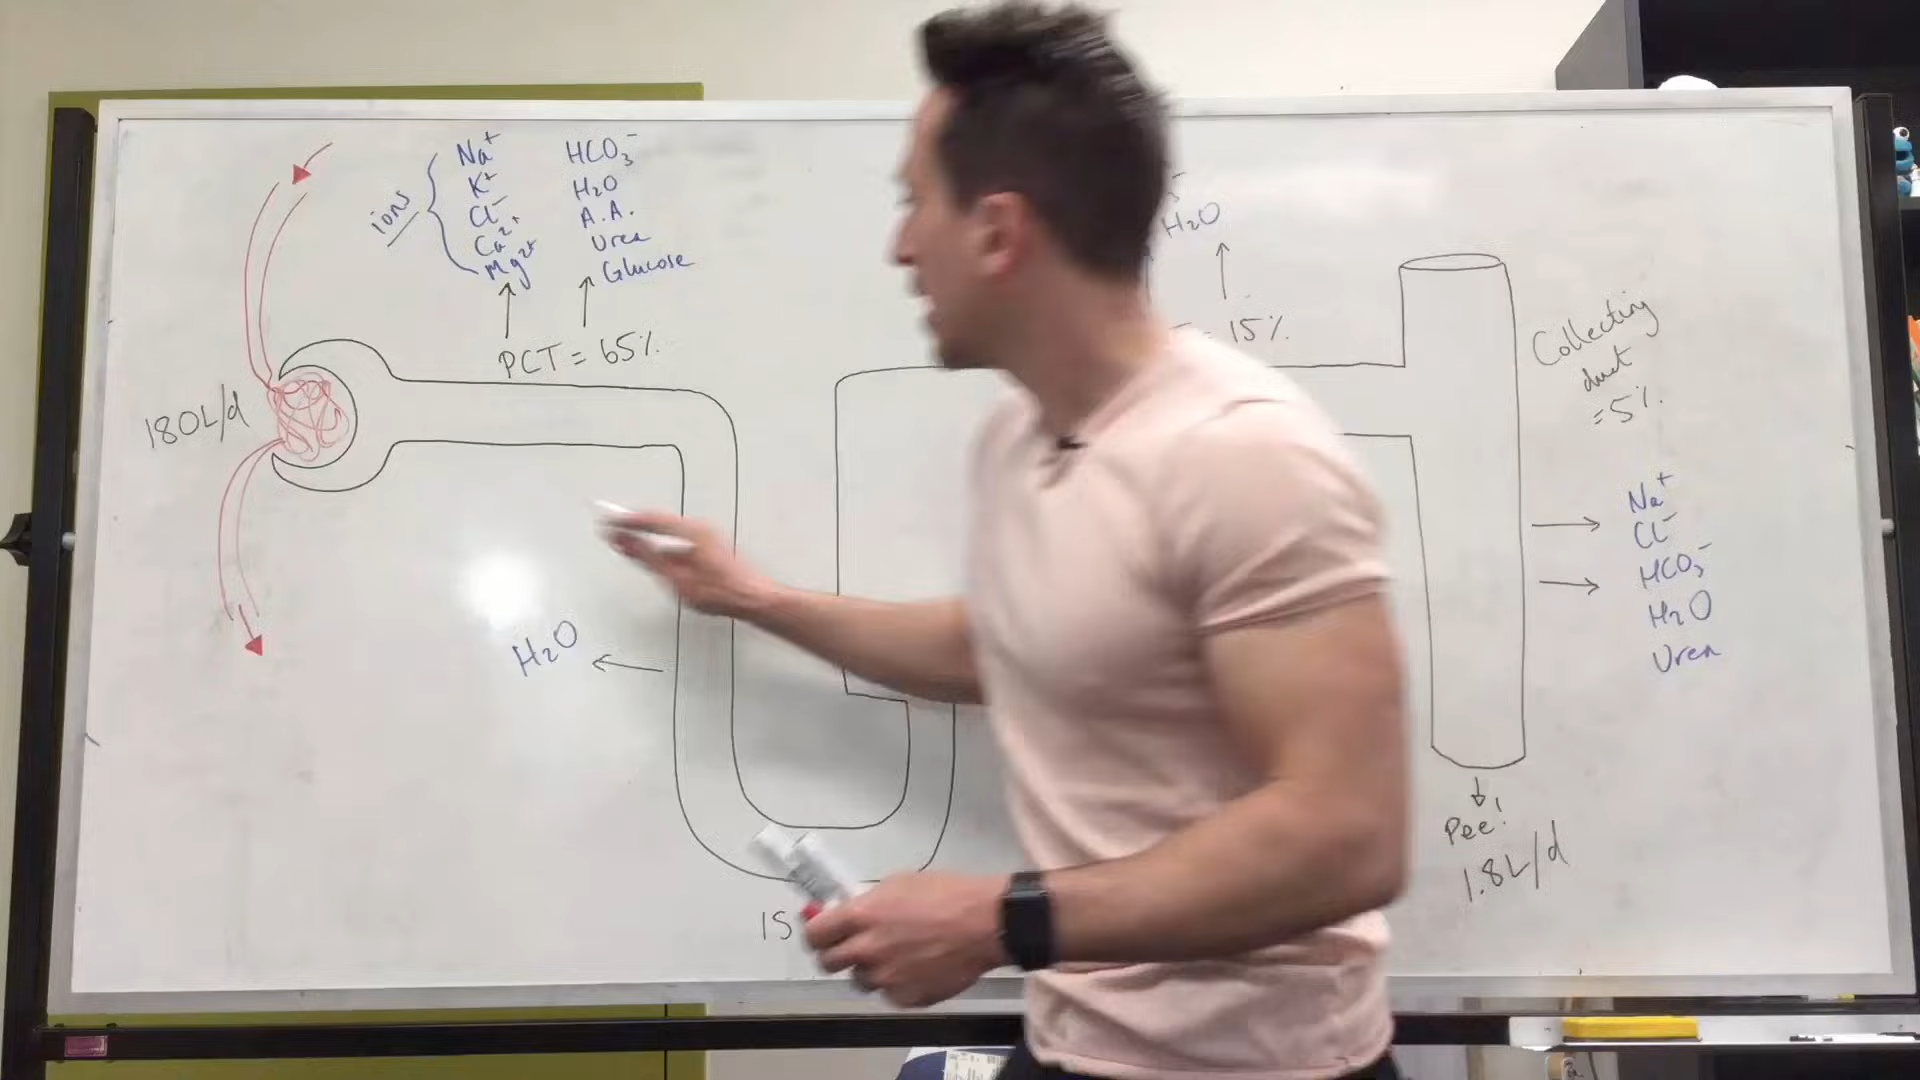 ions
Na⁺
K⁺
Cl⁻
Ca²⁺
Mg²⁺
HCO₃⁻
H₂O
A.A.
Urea
Glucose
PCT = 65%
180L/d
H₂O
15
H₂O
= 15%
Collecting
duct
=5%
Na⁺
Cl⁻
HCO₃⁻
H₂O
Urea
Pee!
1.8L/d